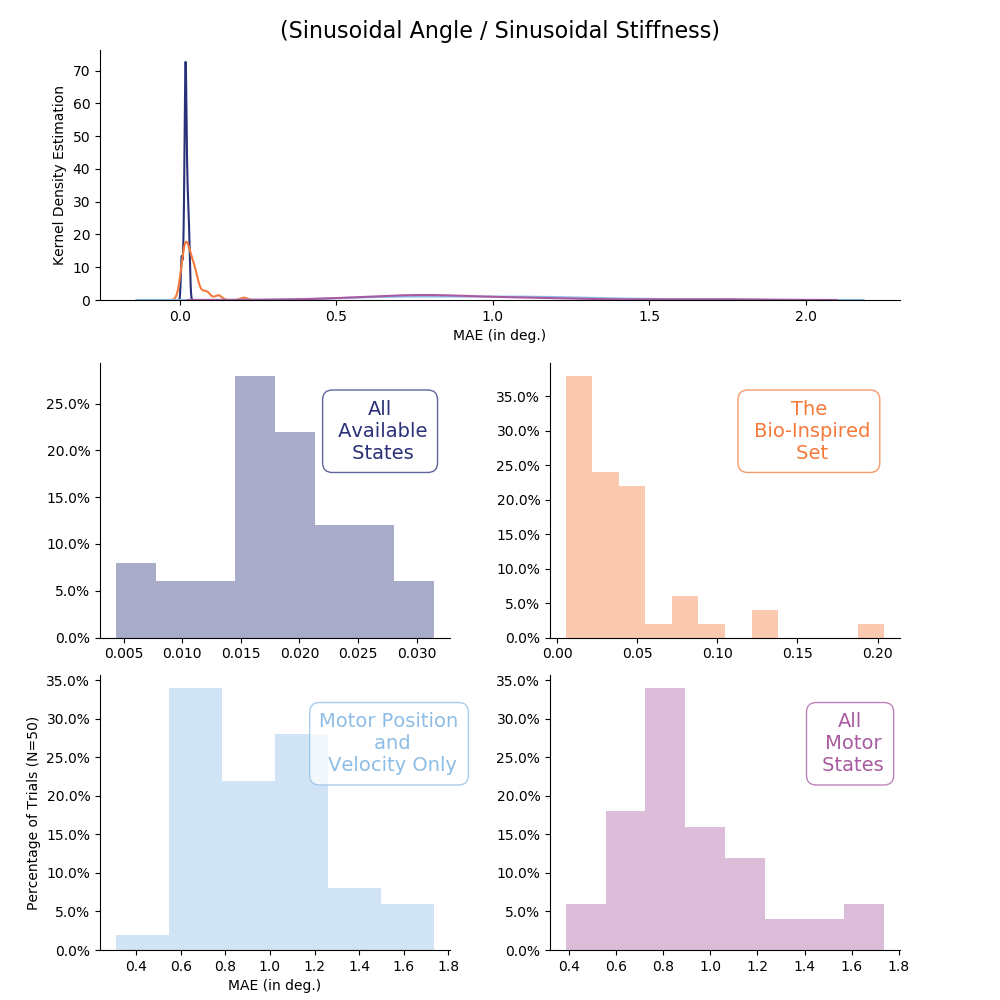 (Sinusoidal Angle / Sinusoidal Stiffness)
Kernel Density Estimation
70
60
50
40
30
20
10
0
0.0 0.5 1.0 1.5 2.0
MAE (in deg.)
All
Available
States
25.0%
20.0%
15.0%
10.0%
5.0%
0.0%
0.005 0.010 0.015 0.020 0.025 0.030
The
Bio-Inspired
Set
35.0%
30.0%
25.0%
20.0%
15.0%
10.0%
5.0%
0.0%
0.00 0.05 0.10 0.15 0.20
Motor Position
and
Velocity Only
Percentage of Trials (N=50)
35.0%
30.0%
25.0%
20.0%
15.0%
10.0%
5.0%
0.0%
0.4 0.6 0.8 1.0 1.2 1.4 1.6 1.8
MAE (in deg.)
All
Motor
States
35.0%
30.0%
25.0%
20.0%
15.0%
10.0%
5.0%
0.0%
0.4 0.6 0.8 1.0 1.2 1.4 1.6 1.8